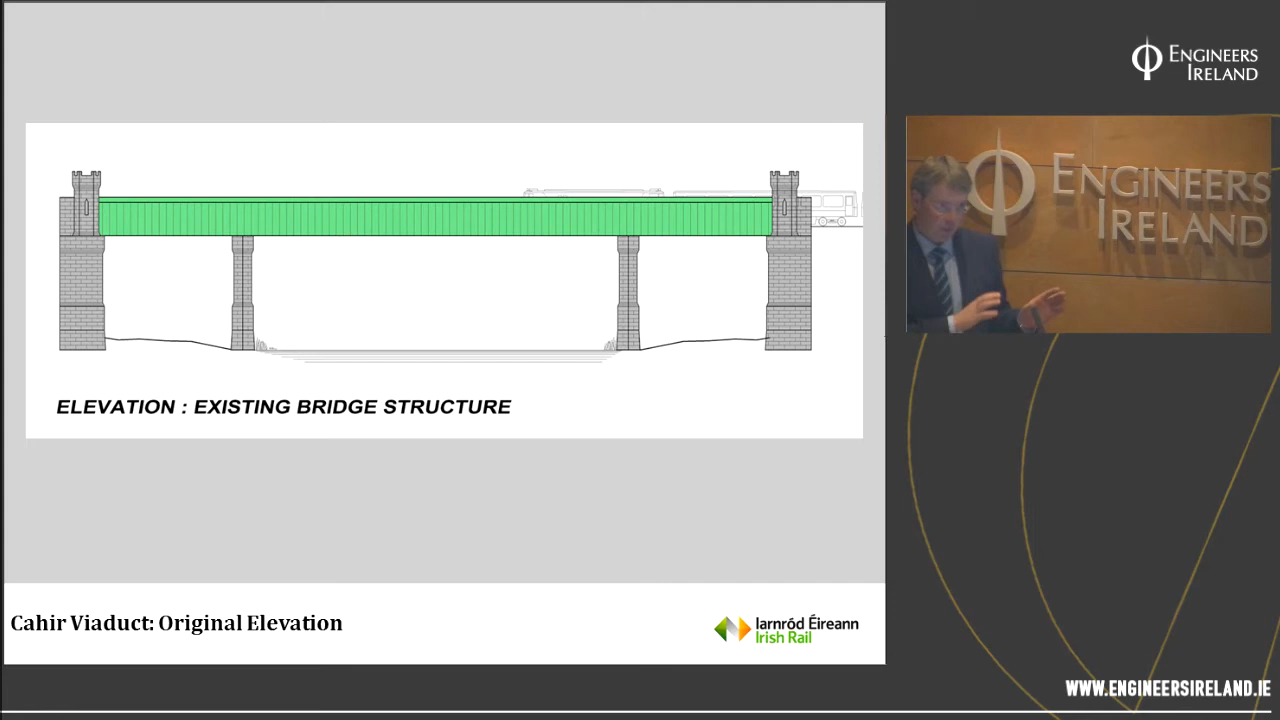 ENGINEERS
IRELAND
ENGINEERS
IRELAND
ELEVATION : EXISTING BRIDGE STRUCTURE
Cahir Viaduct: Original Elevation
Iarnród Éireann
Irish Rail
WWW.ENGINEERSIRELAND.IE